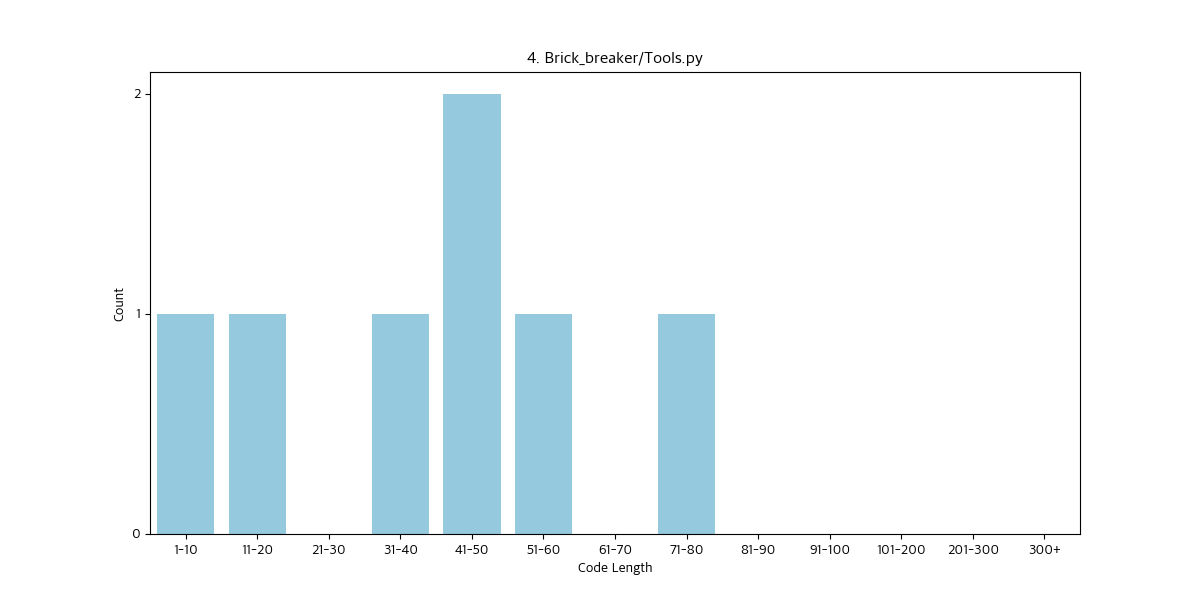 4. Brick_breaker/Tools.py
2
1
0
Count
1-10 11-20 21-30 31-40 41-50 51-60 61-70 71-80 81-90 91-100 101-200 201-300 300+
Code Length